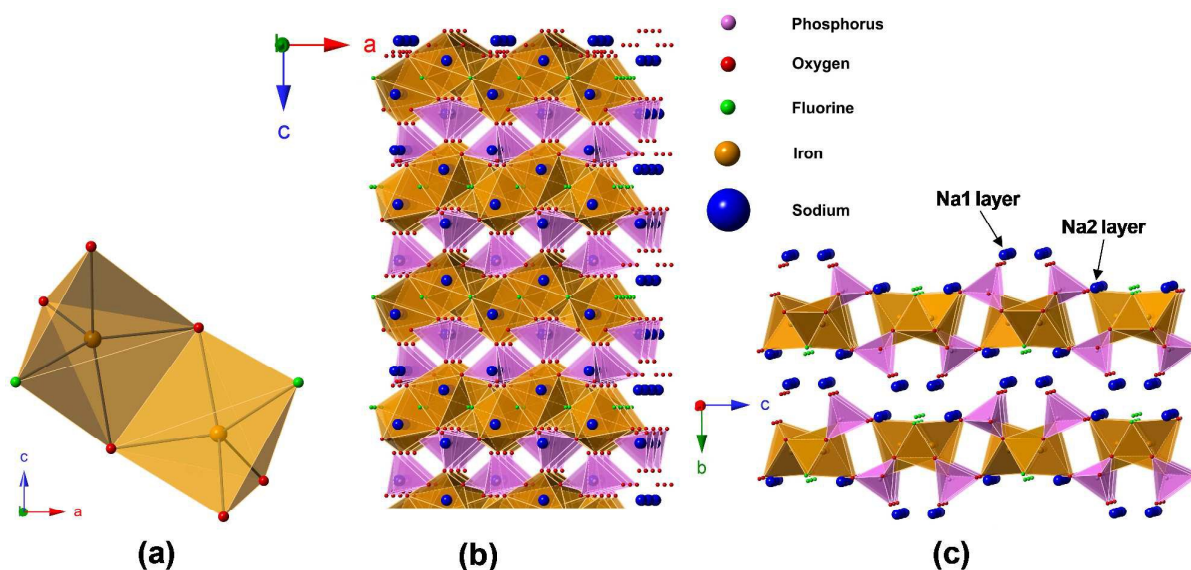 a
c
Phosphorus
Oxygen
Fluorine
Iron
Sodium
Na1 layer
Na2 layer
c
a
c
b
(a)
(b)
(c)